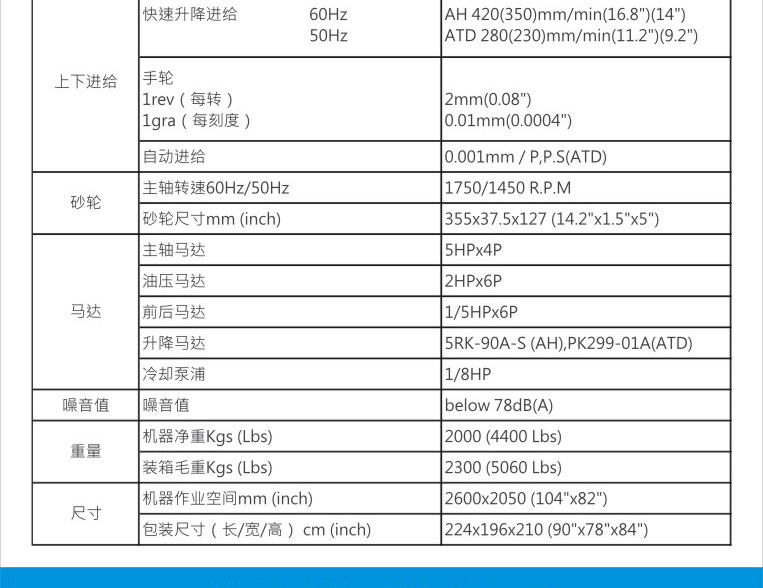 快速升降进给 60Hz AH 420(350)mm/min(16.8")(14")
50Hz ATD 280(230)mm/min(11.2")(9.2")
上下进给
手轮
1rev（每转） 2mm(0.08")
1gra（每刻度） 0.01mm(0.0004")
自动进给 0.001mm / P,P.S(ATD)
砂轮
主轴转速60Hz/50Hz 1750/1450 R.P.M
砂轮尺寸mm (inch) 355x37.5x127 (14.2"x1.5"x5")
马达
主轴马达 5HPx4P
油压马达 2HPx6P
前后马达 1/5HPx6P
升降马达 5RK-90A-S (AH),PK299-01A(ATD)
冷却泵浦 1/8HP
噪音值 噪音值 below 78dB(A)
重量
机器净重Kgs (Lbs) 2000 (4400 Lbs)
装箱毛重Kgs (Lbs) 2300 (5060 Lbs)
尺寸
机器作业空间mm (inch) 2600x2050 (104"x82")
包装尺寸（长/宽/高） cm (inch) 224x196x210 (90"x78"x84")